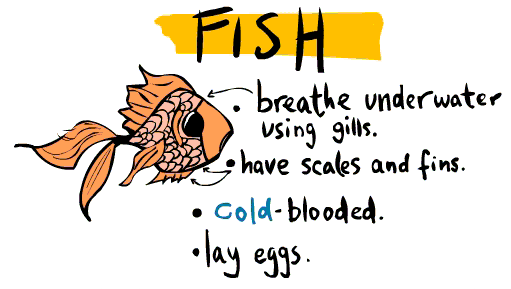 FISH
• breathe underwater
using gills.
• have scales and fins.
• cold-blooded.
• lay eggs.